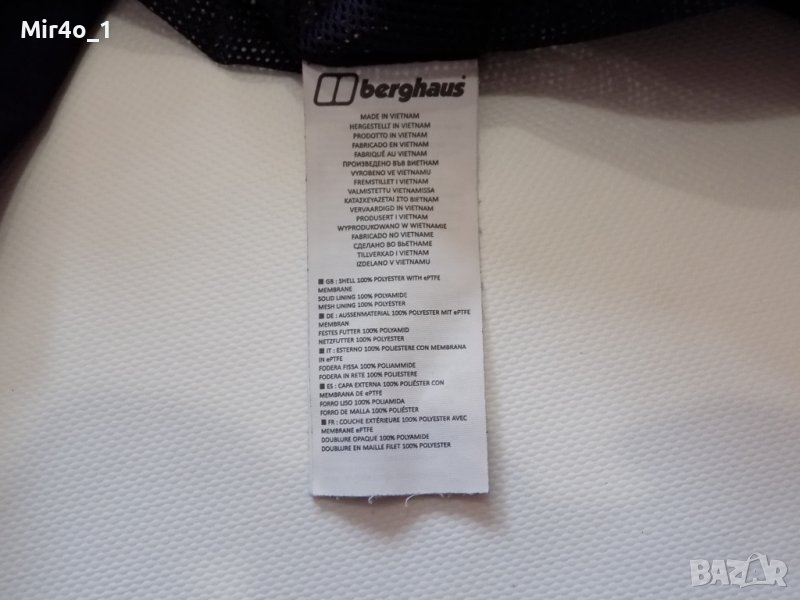 Mir4o_1
berghaus
MADE IN VIETNAM
HERGESTELLT IN VIETNAM
PRODOTTO IN VIETNAM
FABRICADO EN VIETNAM
FABRIQUÉ AU VIETNAM
ПРОИЗВЕДЕНО ВЪВ ВИЕТНАМ
VYROBENO VE VIETNAMU
FREMSTILLET I VIETNAM
VALMISTETTU VIETNAMISSA
ΚΑΤΑΣΚΕΥΑΖΕΤΑΙ ΣΤΟ ΒΙΕΤΝΑΜ
VERVAARDIGD IN VIETNAM
PRODUSERT I VIETNAM
WYPRODUKOWANO W WIETNAMIE
FABRICADO NO VIETNAME
СДЕЛАНО ВО ВЬЕТНАМЕ
TILLVERKAD I VIETNAM
IZDELANO V VIETNAMU
GB : SHELL 100% POLYESTER WITH ePTFE
MEMBRANE
SOLID LINING 100% POLYAMIDE
MESH LINING 100% POLYESTER
DE : AUSSENMATERIAL 100% POLYESTER MIT ePTFE
MEMBRAN
FESTES FUTTER 100% POLYAMID
NETZFUTTER 100% POLYESTER
IT : ESTERNO 100% POLIESTERE CON MEMBRANA
IN ePTFE
FODERA FISSA 100% POLIAMMIDE
FODERA IN RETE 100% POLIESTERE
ES : CAPA EXTERNA 100% POLIÉSTER CON
MEMBRANA DE ePTFE
FORRO LISO 100% POLIAMIDA
FORRO DE MALLA 100% POLIÉSTER
FR : COUCHE EXTÉRIEURE 100% POLYESTER AVEC
MEMBRANE ePTFE
DOUBLURE OPAQUE 100% POLYAMIDE
DOUBLURE EN MAILLE FILET 100% POLYESTER
BAZAR